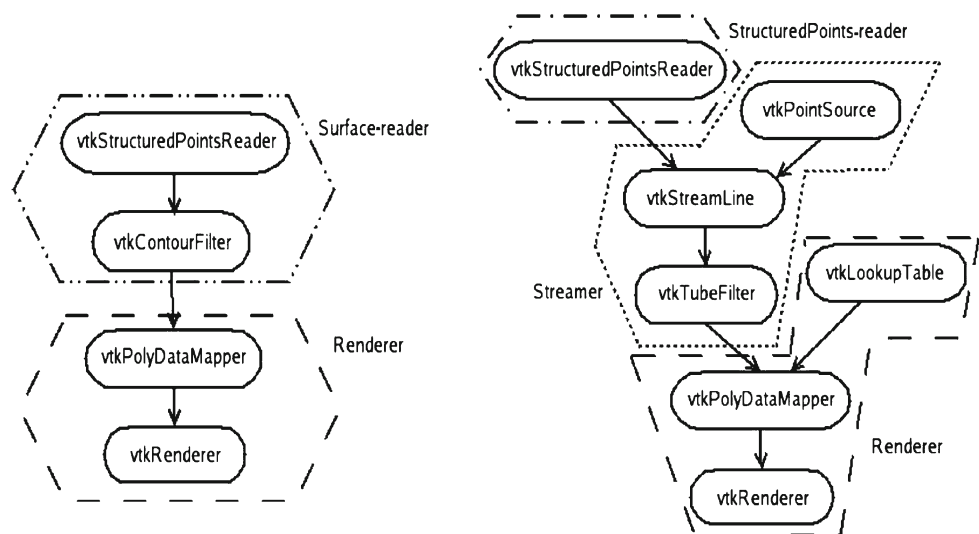 vtkStructuredPointsReader
Surface-reader
vtkContourFilter
vtkPolyDataMapper
Renderer
vtkRenderer
StructuredPoints-reader
vtkStructuredPointsReader
vtkPointSource
vtkStreamLine
vtkLookupTable
Streamer
vtkTubeFilter
vtkPolyDataMapper
Renderer
vtkRenderer